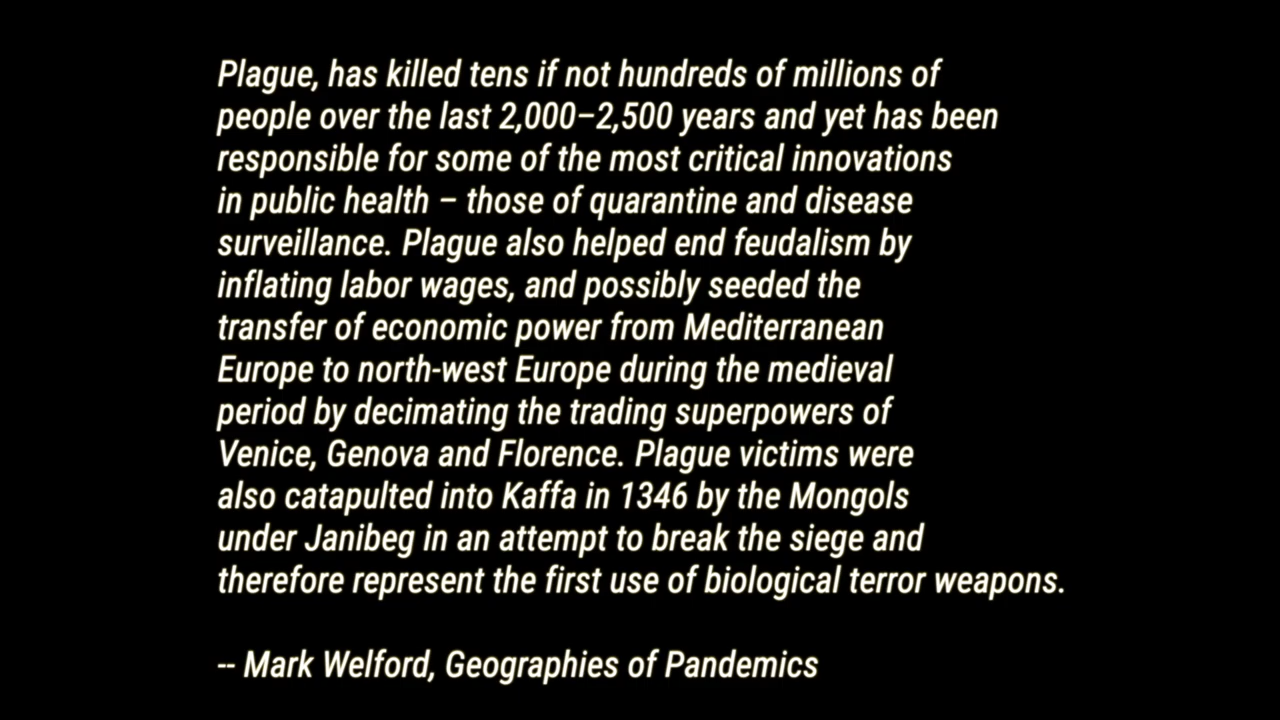 Plague, has killed tens if not hundreds of millions of
people over the last 2,000–2,500 years and yet has been
responsible for some of the most critical innovations
in public health – those of quarantine and disease
surveillance. Plague also helped end feudalism by
inflating labor wages, and possibly seeded the
transfer of economic power from Mediterranean
Europe to north-west Europe during the medieval
period by decimating the trading superpowers of
Venice, Genova and Florence. Plague victims were
also catapulted into Kaffa in 1346 by the Mongols
under Janibeg in an attempt to break the siege and
therefore represent the first use of biological terror weapons.
-- Mark Welford, Geographies of Pandemics